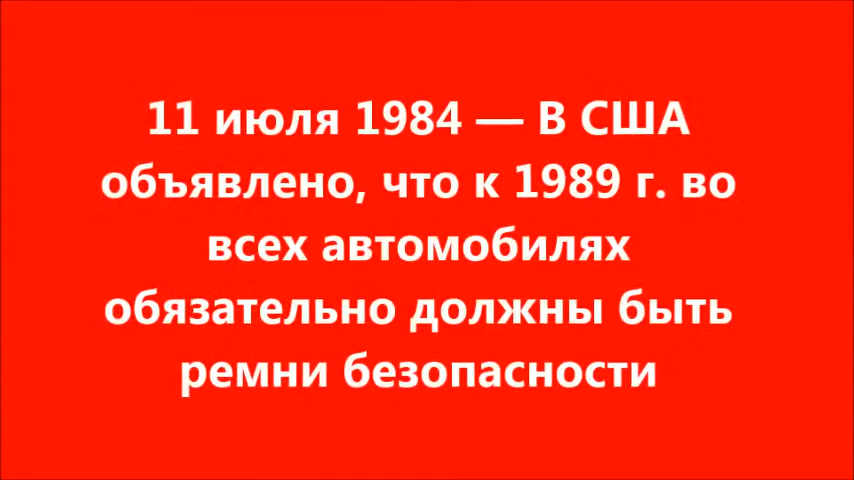 11 июля 1984 — В США
объявлено, что к 1989 г. во
всех автомобилях
обязательно должны быть
ремни безопасности